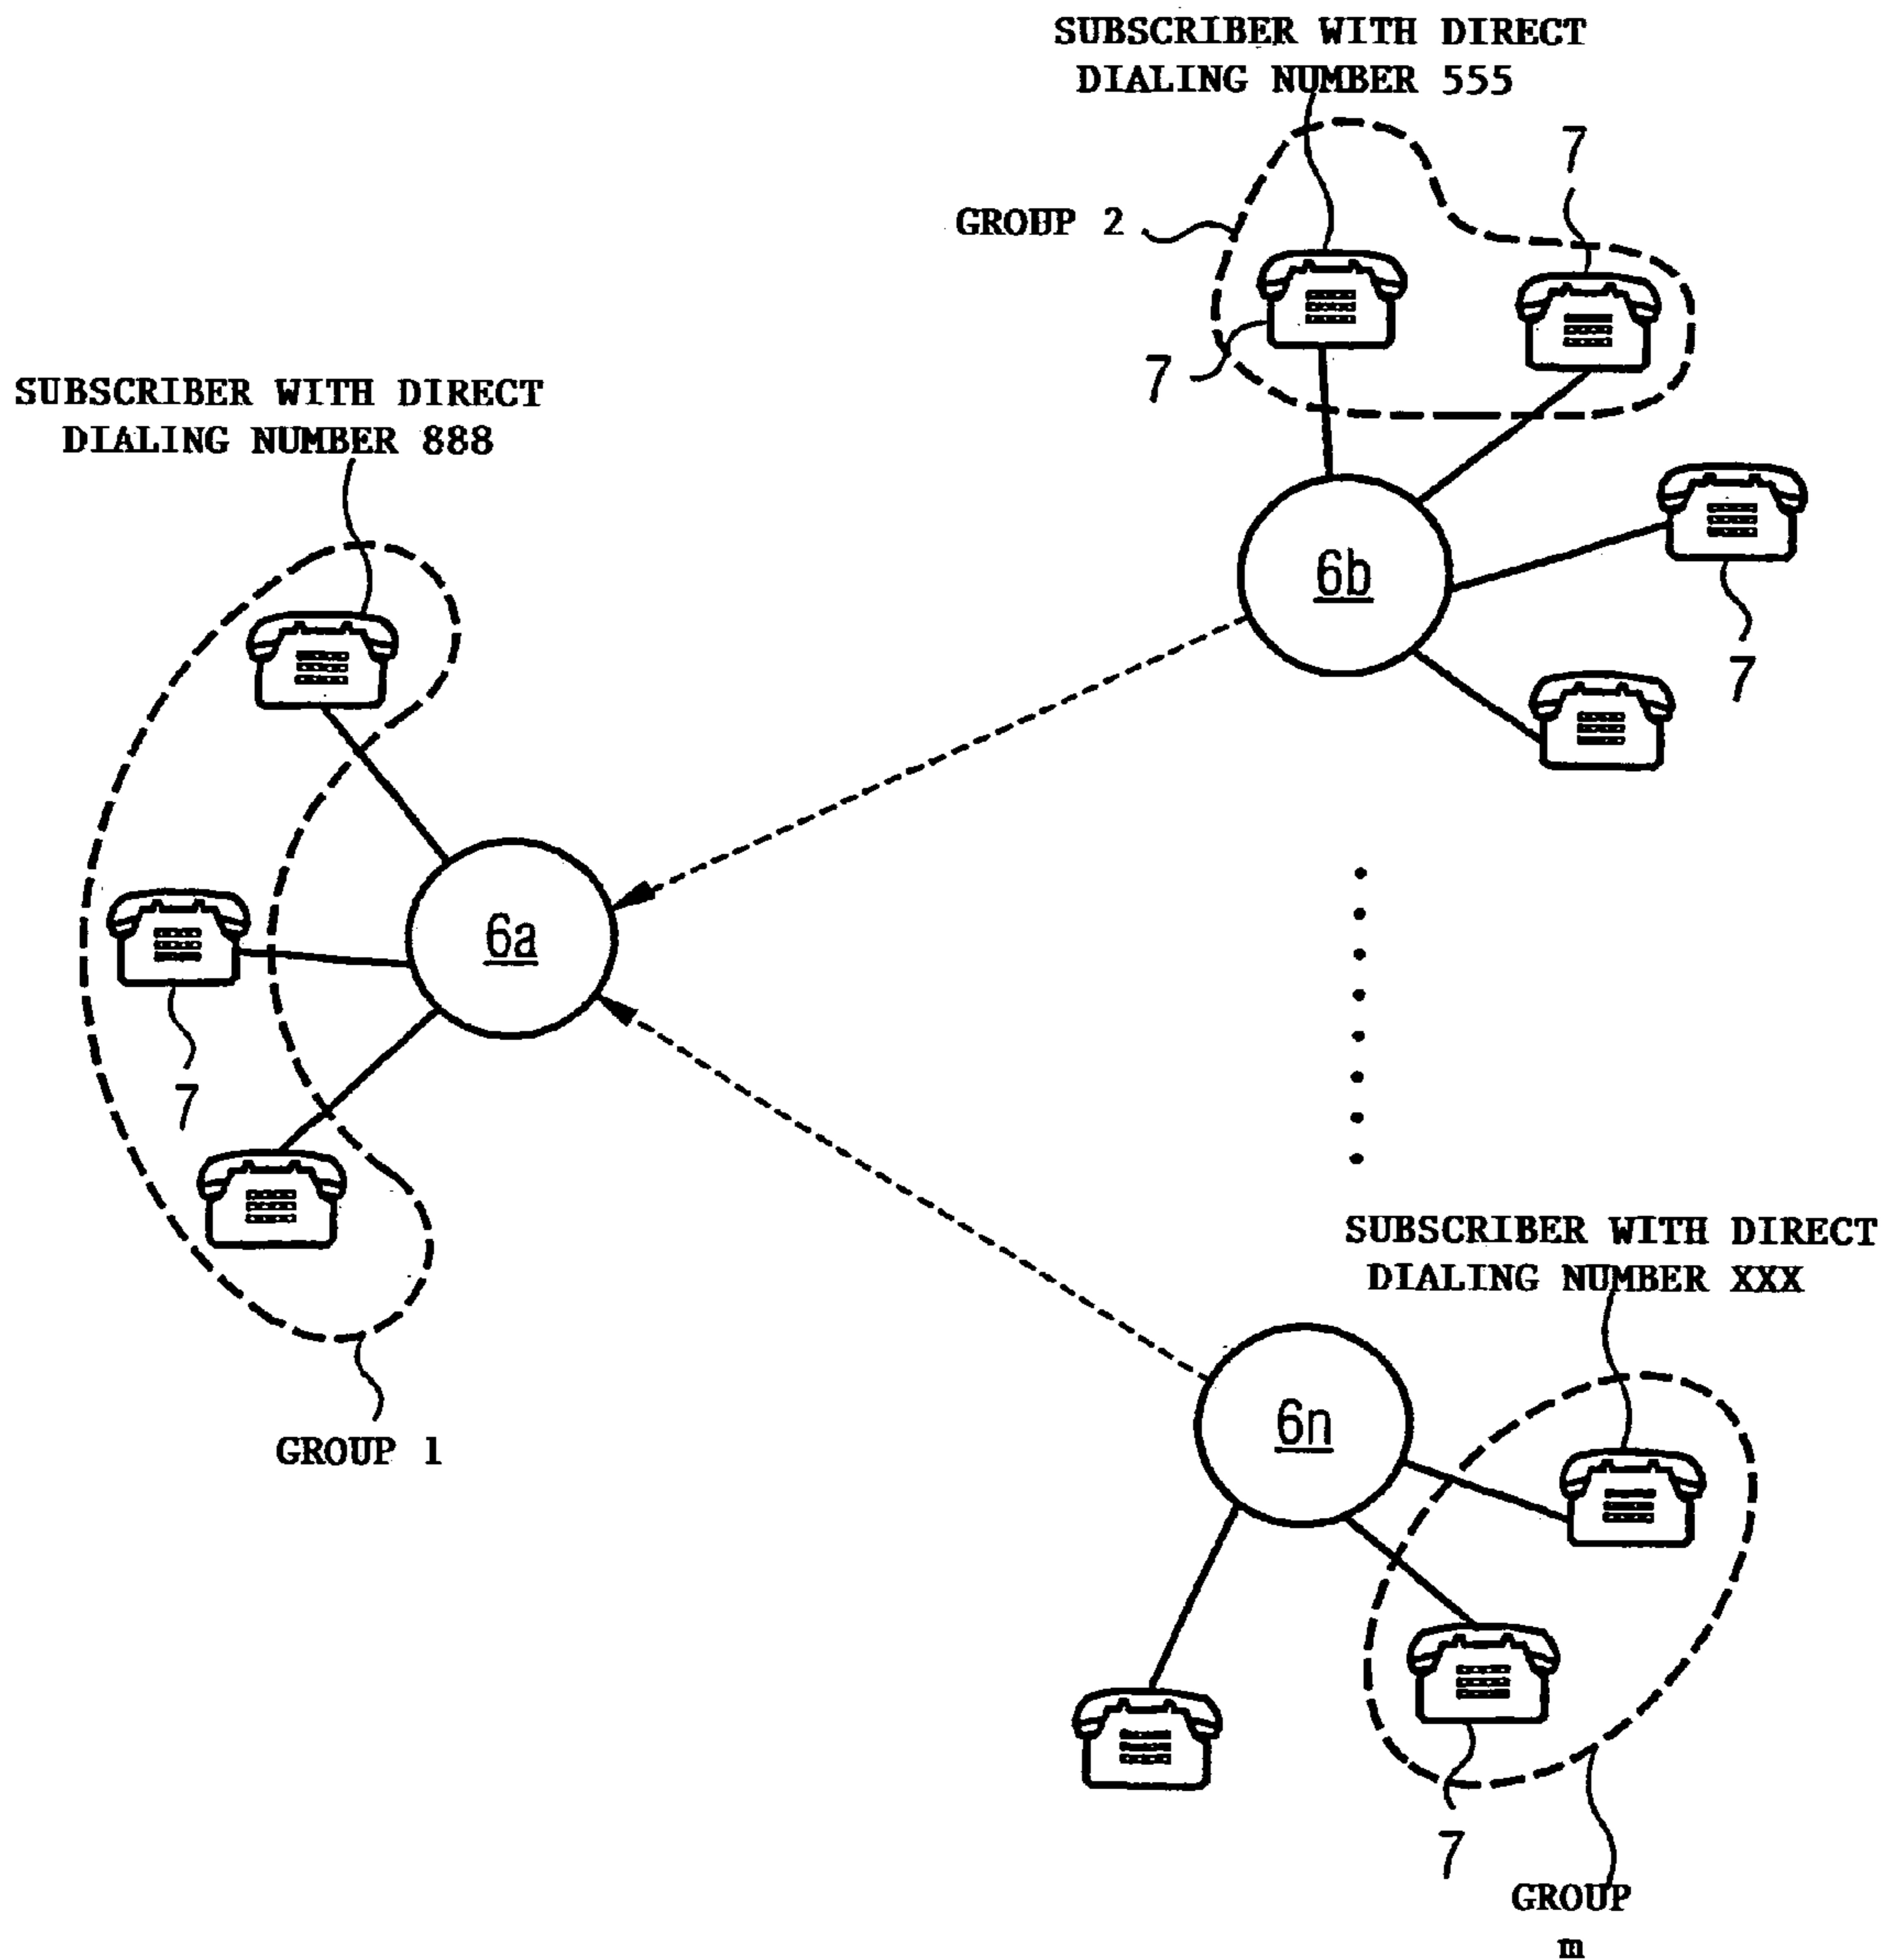 SUBSCRIBER WITH DIRECT
DIALING NUMBER 555
7
GROUP 2
7
SUBSCRIBER WITH DIRECT
DIALING NUMBER 888
6b
7
6a
7
SUBSCRIBER WITH DIRECT
DIALING NUMBER XXX
6n
GROUP 1
7
GROUP
m